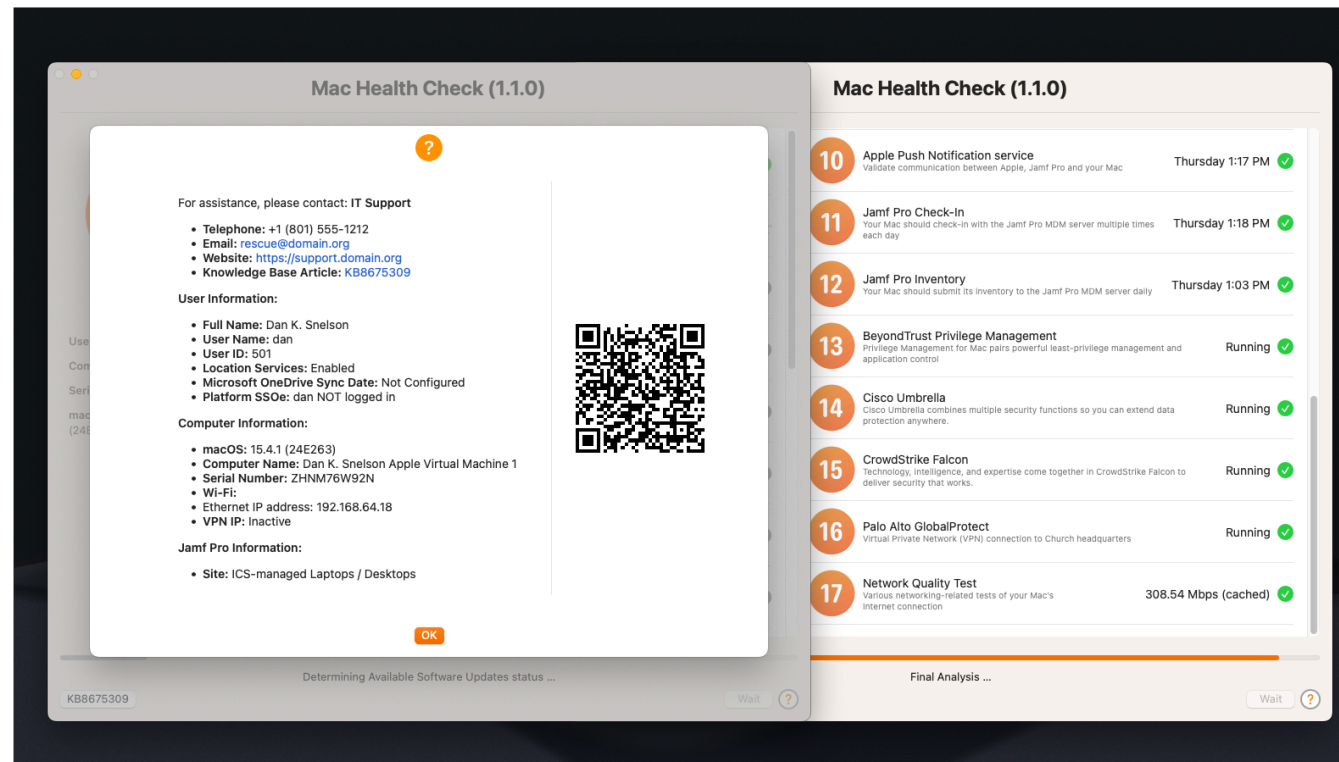 Mac Health Check (1.1.0)
?
For assistance, please contact: IT Support
• Telephone: +1 (801) 555-1212
• Email: rescue@domain.org
• Website: https://support.domain.org
• Knowledge Base Article: KB8675309
User Information:
• Full Name: Dan K. Snelson
• User Name: dan
• User ID: 501
• Location Services: Enabled
• Microsoft OneDrive Sync Date: Not Configured
• Platform SSOe: dan NOT logged in
Computer Information:
• macOS: 15.4.1 (24E263)
• Computer Name: Dan K. Snelson Apple Virtual Machine 1
• Serial Number: ZHNM76W92N
• Wi-Fi:
• Ethernet IP address: 192.168.64.18
• VPN IP: Inactive
Jamf Pro Information:
• Site: ICS-managed Laptops / Desktops
OK
Use
Com
Seri
mac
(24E
Determining Available Software Updates status ...
KB8675309
Wait
?
Mac Health Check (1.1.0)
10
Apple Push Notification service
Validate communication between Apple, Jamf Pro and your Mac
Thursday 1:17 PM
11
Jamf Pro Check-In
Your Mac should check-in with the Jamf Pro MDM server multiple times
each day
Thursday 1:18 PM
12
Jamf Pro Inventory
Your Mac should submit its inventory to the Jamf Pro MDM server daily
Thursday 1:03 PM
13
BeyondTrust Privilege Management
Privilege Management for Mac pairs powerful least-privilege management and
application control
Running
14
Cisco Umbrella
Cisco Umbrella combines multiple security functions so you can extend data
protection anywhere.
Running
15
CrowdStrike Falcon
Technology, intelligence, and expertise come together in CrowdStrike Falcon to
deliver security that works.
Running
16
Palo Alto GlobalProtect
Virtual Private Network (VPN) connection to Church headquarters
Running
17
Network Quality Test
Various networking-related tests of your Mac's
Internet connection
308.54 Mbps (cached)
Final Analysis ...
Wait
?